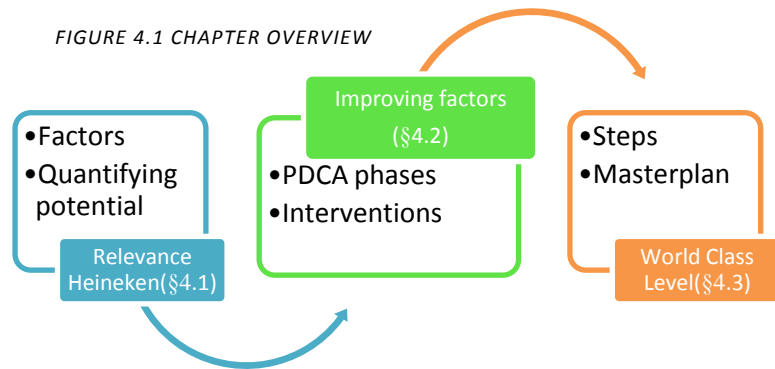 FIGURE 4.1 CHAPTER OVERVIEW
•Factors
•Quantifying
potential
Relevance
Heineken(§4.1)
Improving factors
(§4.2)
•PDCA phases
•Interventions
•Steps
•Masterplan
World Class
Level(§4.3)